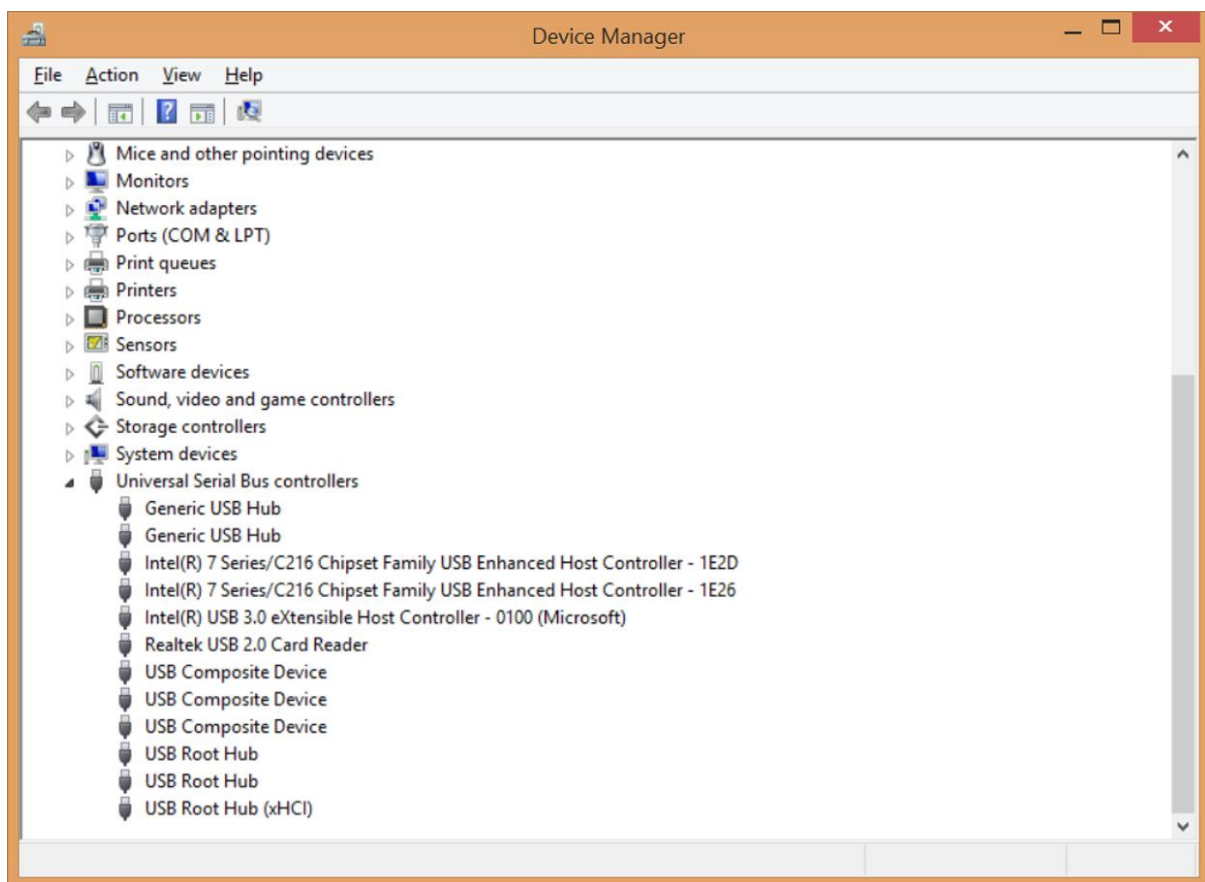 Device Manager
File Action View Help
Mice and other pointing devices
Monitors
Network adapters
Ports (COM & LPT)
Print queues
Printers
Processors
Sensors
Software devices
Sound, video and game controllers
Storage controllers
System devices
Universal Serial Bus controllers
Generic USB Hub
Generic USB Hub
Intel(R) 7 Series/C216 Chipset Family USB Enhanced Host Controller - 1E2D
Intel(R) 7 Series/C216 Chipset Family USB Enhanced Host Controller - 1E26
Intel(R) USB 3.0 eXtensible Host Controller - 0100 (Microsoft)
Realtek USB 2.0 Card Reader
USB Composite Device
USB Composite Device
USB Composite Device
USB Root Hub
USB Root Hub
USB Root Hub (xHCI)